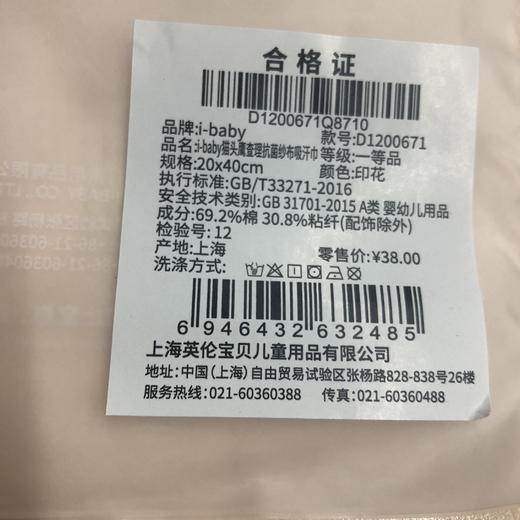 合格证
D1200671Q8710
品牌:i-baby 款号:D1200671
品名:i-baby猫头鹰查理抗菌纱布吸汗巾 等级:一等品
规格:20x40cm 颜色:印花
执行标准:GB/T33271-2016
安全技术类别:GB 31701-2015 A类 婴幼儿用品
成分:69.2%棉 30.8%粘纤(配饰除外)
检验号:12
产地:上海 零售价:¥38.00
洗涤方式:
6 946432 632485
上海英伦宝贝儿童用品有限公司
地址:中国(上海)自由贸易试验区张杨路828-838号26楼
服务热线:021-60360388 传真:021-60360488